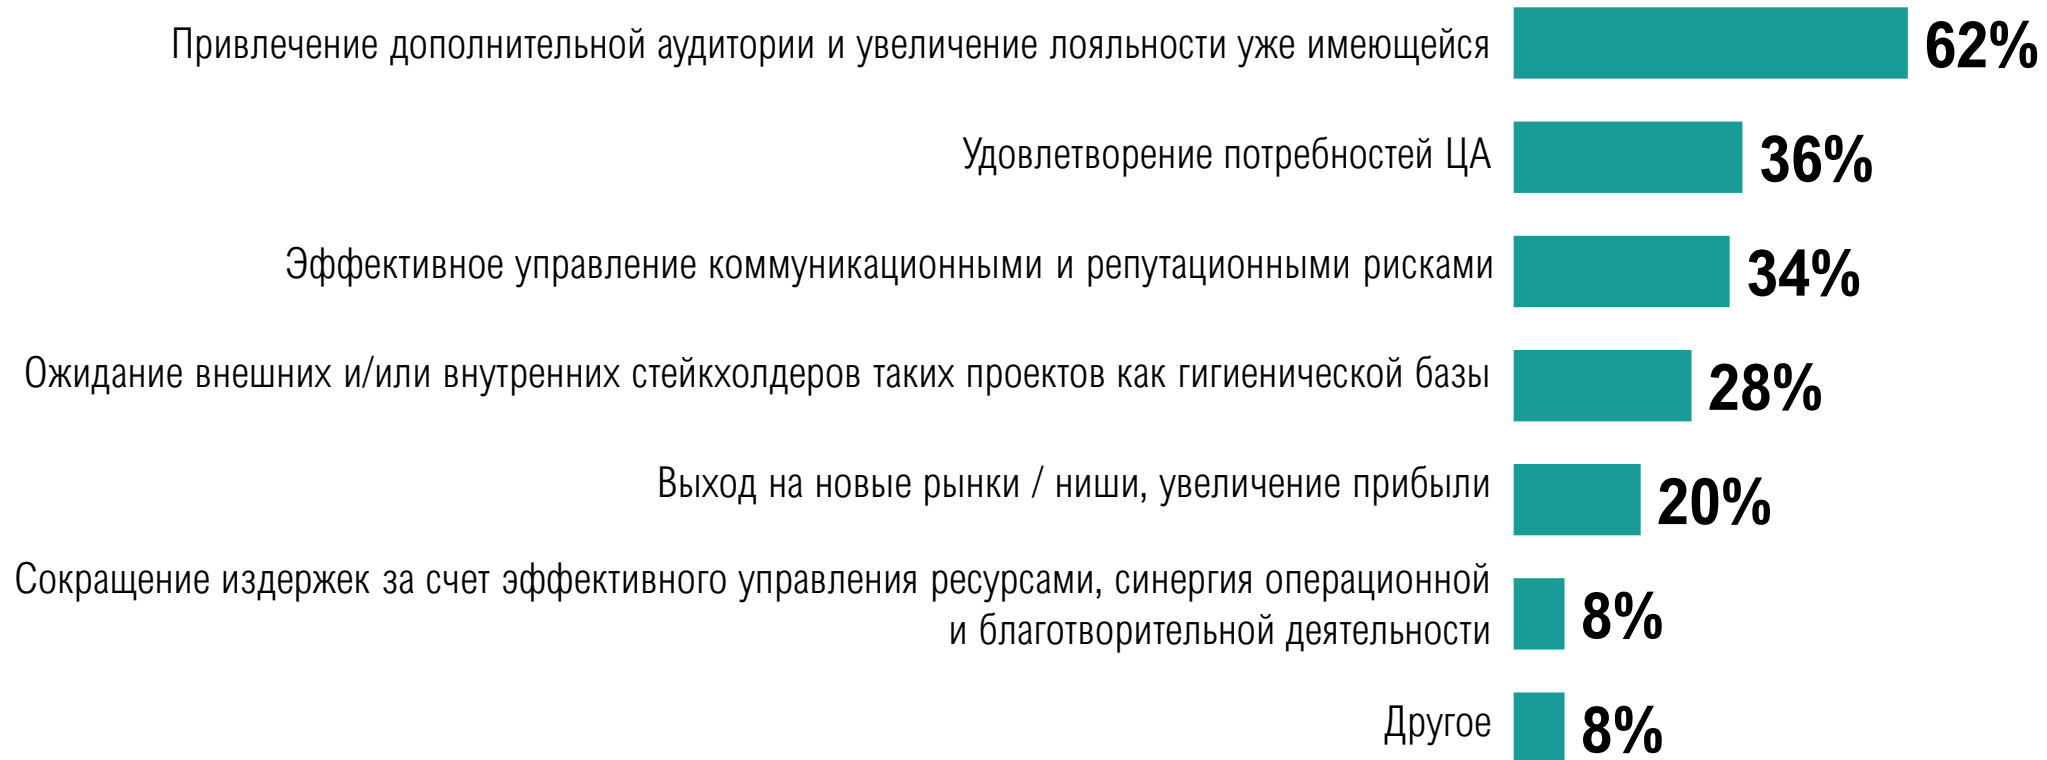 Привлечение дополнительной аудитории и увеличение лояльности уже имеющейся 62%
Удовлетворение потребностей ЦА 36%
Эффективное управление коммуникационными и репутационными рисками 34%
Ожидание внешних и/или внутренних стейкхолдеров таких проектов как гигиенической базы 28%
Выход на новые рынки / ниши, увеличение прибыли 20%
Сокращение издержек за счет эффективного управления ресурсами, синергия операционной
и благотворительной деятельности 8%
Другое 8%